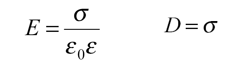 E = σ / ε₀ε D = σ